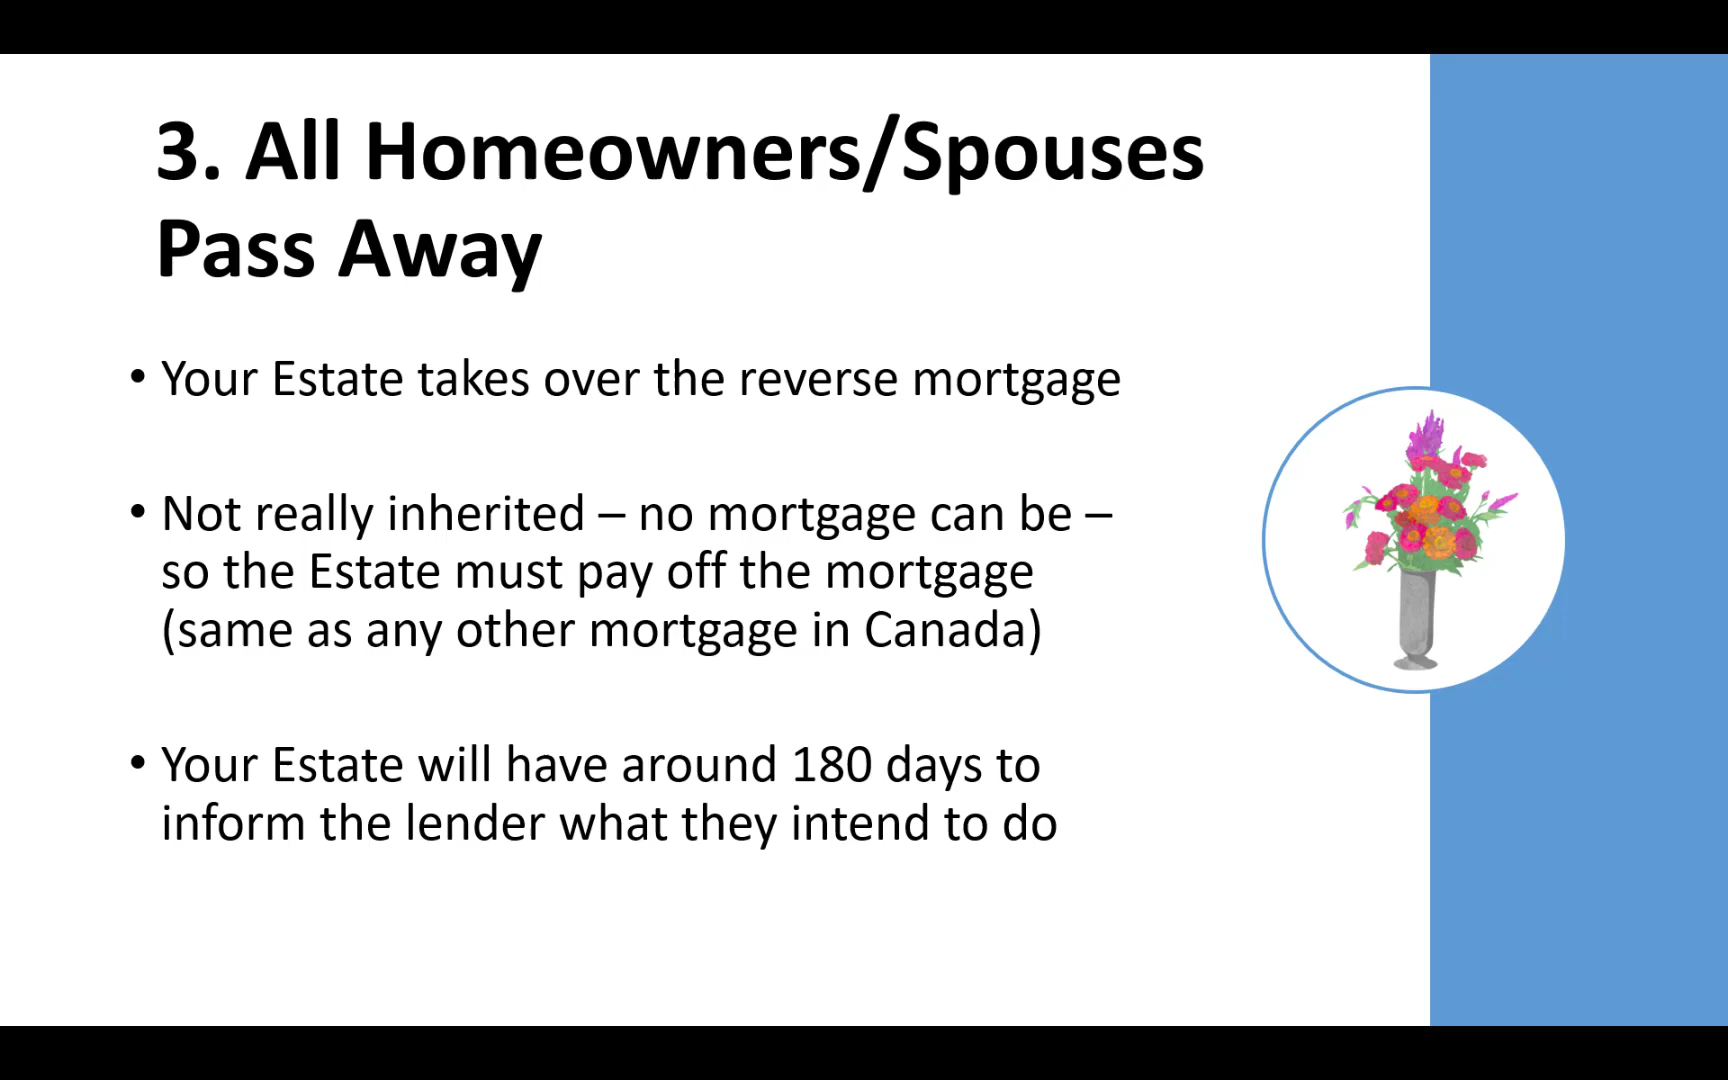 3. All Homeowners/Spouses
Pass Away
• Your Estate takes over the reverse mortgage
• Not really inherited – no mortgage can be –
so the Estate must pay off the mortgage
(same as any other mortgage in Canada)
• Your Estate will have around 180 days to
inform the lender what they intend to do